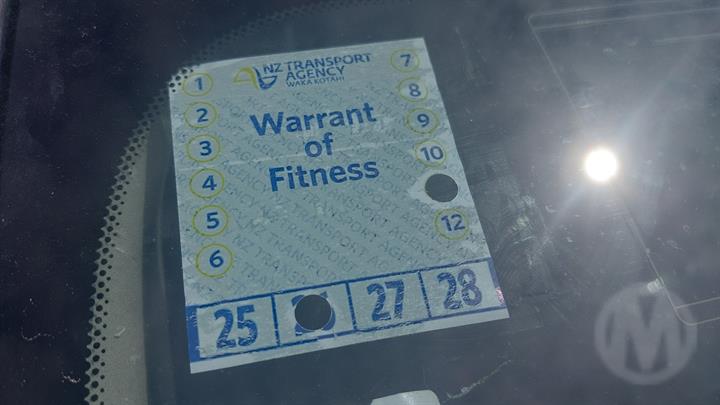 NZ TRANSPORT
AGENCY
WAKA KOTAHI
1
2
3
4
5
6
7
8
9
10
12
Warrant
of
Fitness
25
27
28
M